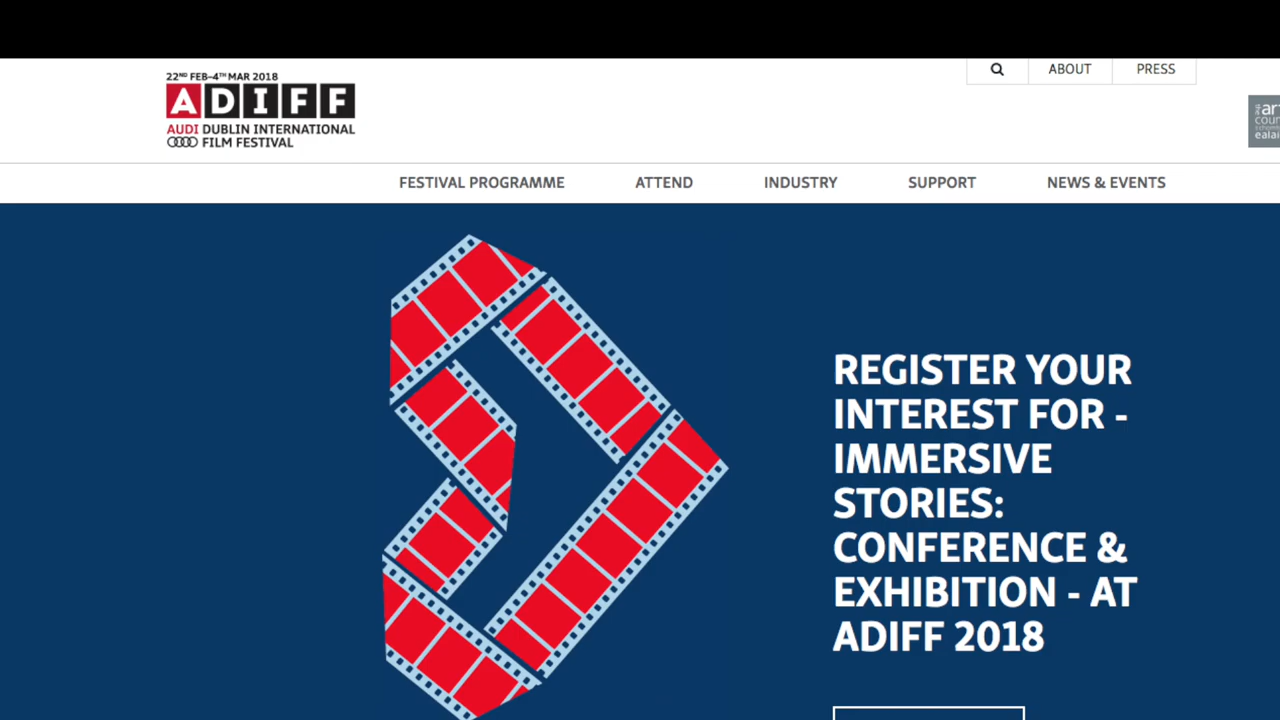 22ND FEB–4TH MAR 2018
ADIFF
AUDI DUBLIN INTERNATIONAL
FILM FESTIVAL
ABOUT
PRESS
FESTIVAL PROGRAMME
ATTEND
INDUSTRY
SUPPORT
NEWS & EVENTS
REGISTER YOUR
INTEREST FOR -
IMMERSIVE
STORIES:
CONFERENCE &
EXHIBITION - AT
ADIFF 2018